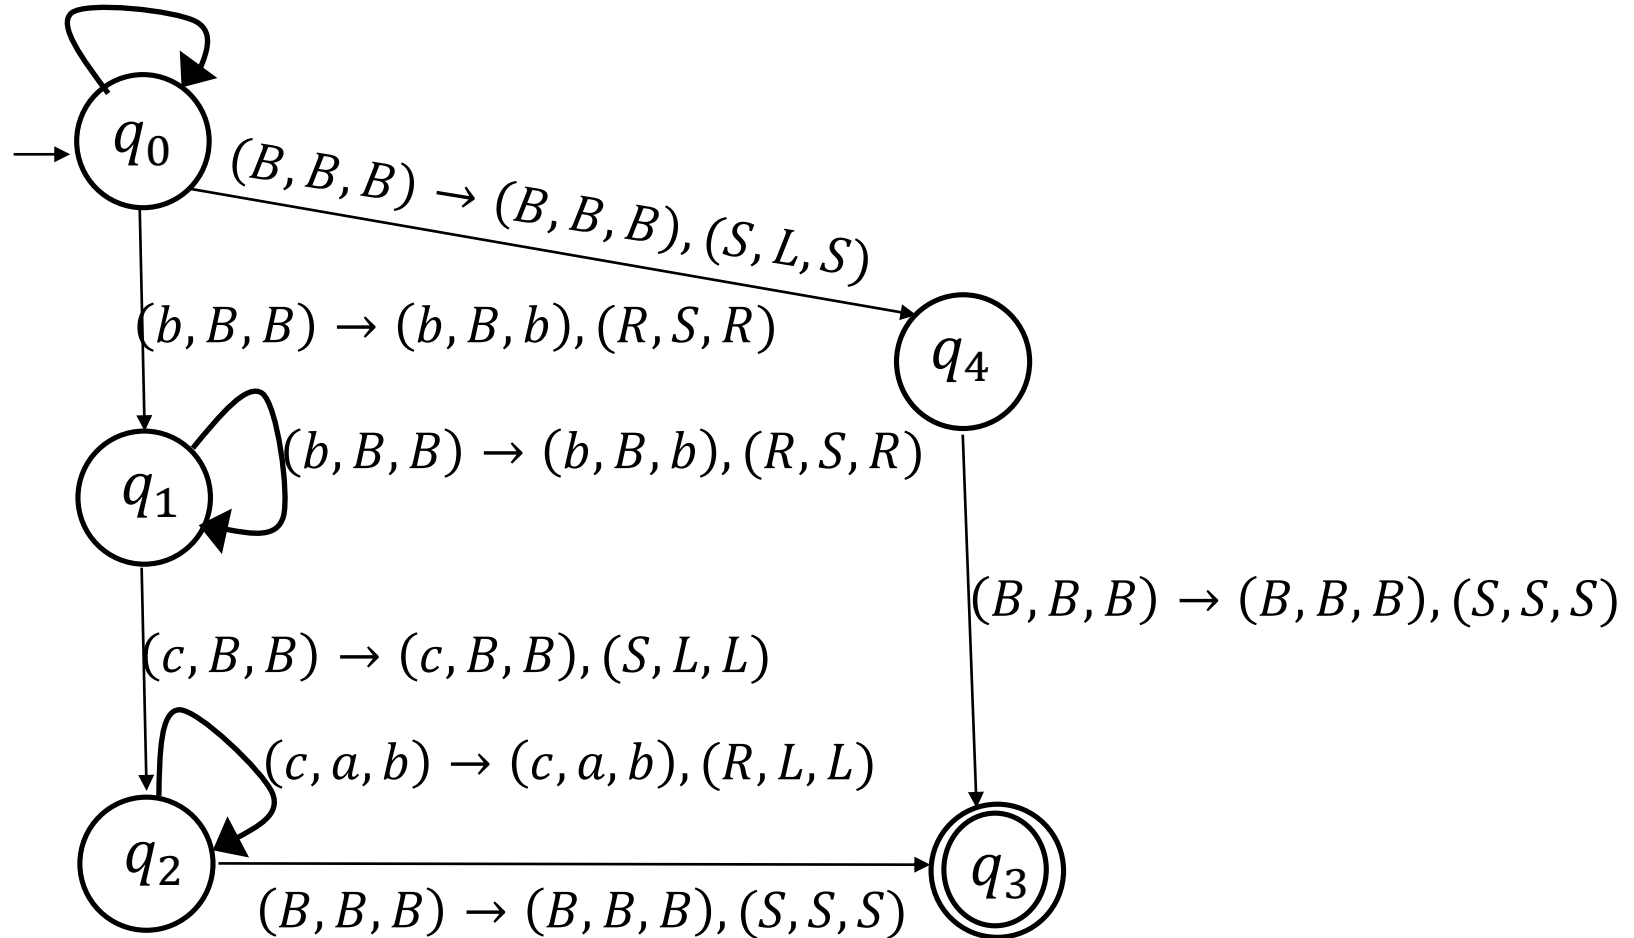 q₀
(B, B, B) → (B, B, B), (S, L, S)
(b, B, B) → (b, B, b), (R, S, R)
q₄
(b, B, B) → (b, B, b), (R, S, R)
q₁
(B, B, B) → (B, B, B), (S, S, S)
(c, B, B) → (c, B, B), (S, L, L)
(c, a, b) → (c, a, b), (R, L, L)
q₂
q₃
(B, B, B) → (B, B, B), (S, S, S)